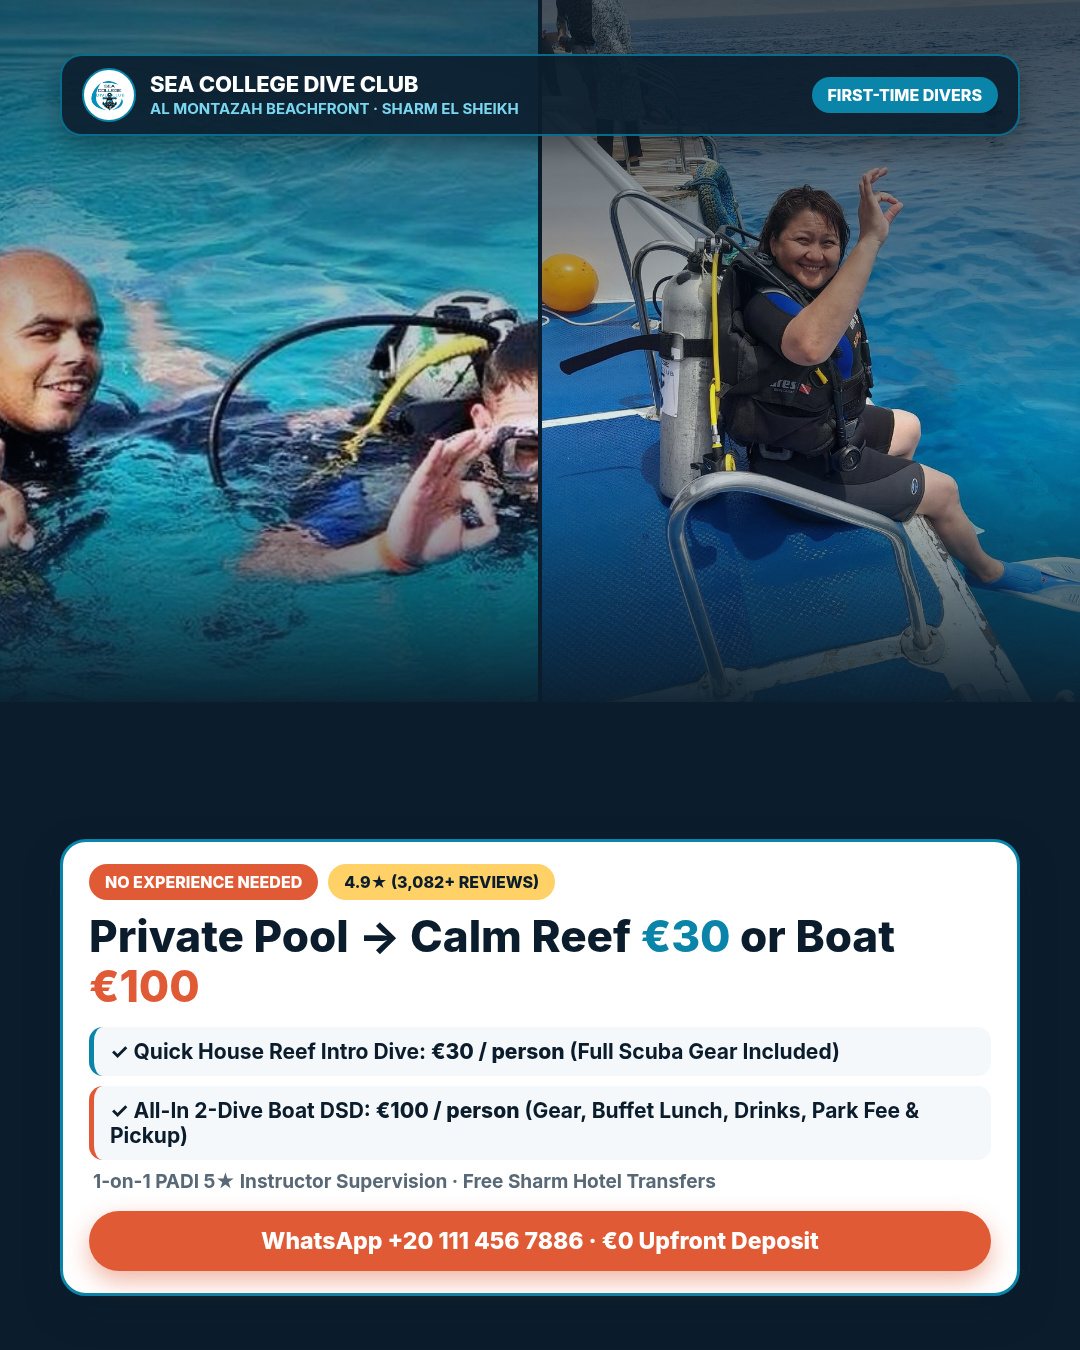 SEA COLLEGE DIVE CLUB
AL MONTAZAH BEACHFRONT · SHARM EL SHEIKH
FIRST-TIME DIVERS
NO EXPERIENCE NEEDED
4.9★ (3,082+ REVIEWS)
Private Pool → Calm Reef €30 or Boat
€100
✓ Quick House Reef Intro Dive: €30 / person (Full Scuba Gear Included)
✓ All-In 2-Dive Boat DSD: €100 / person (Gear, Buffet Lunch, Drinks, Park Fee &
Pickup)
1-on-1 PADI 5★ Instructor Supervision · Free Sharm Hotel Transfers
WhatsApp +20 111 456 7886 · €0 Upfront Deposit